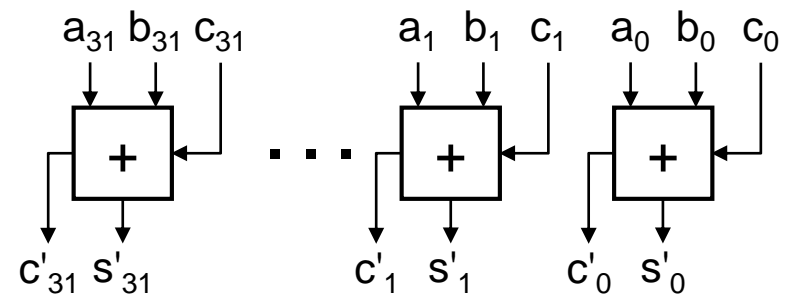 a₃₁ b₃₁ c₃₁ a₁ b₁ c₁ a₀ b₀ c₀
+ ▪ ▪ ▪ + +
c'₃₁ s'₃₁ c'₁ s'₁ c'₀ s'₀